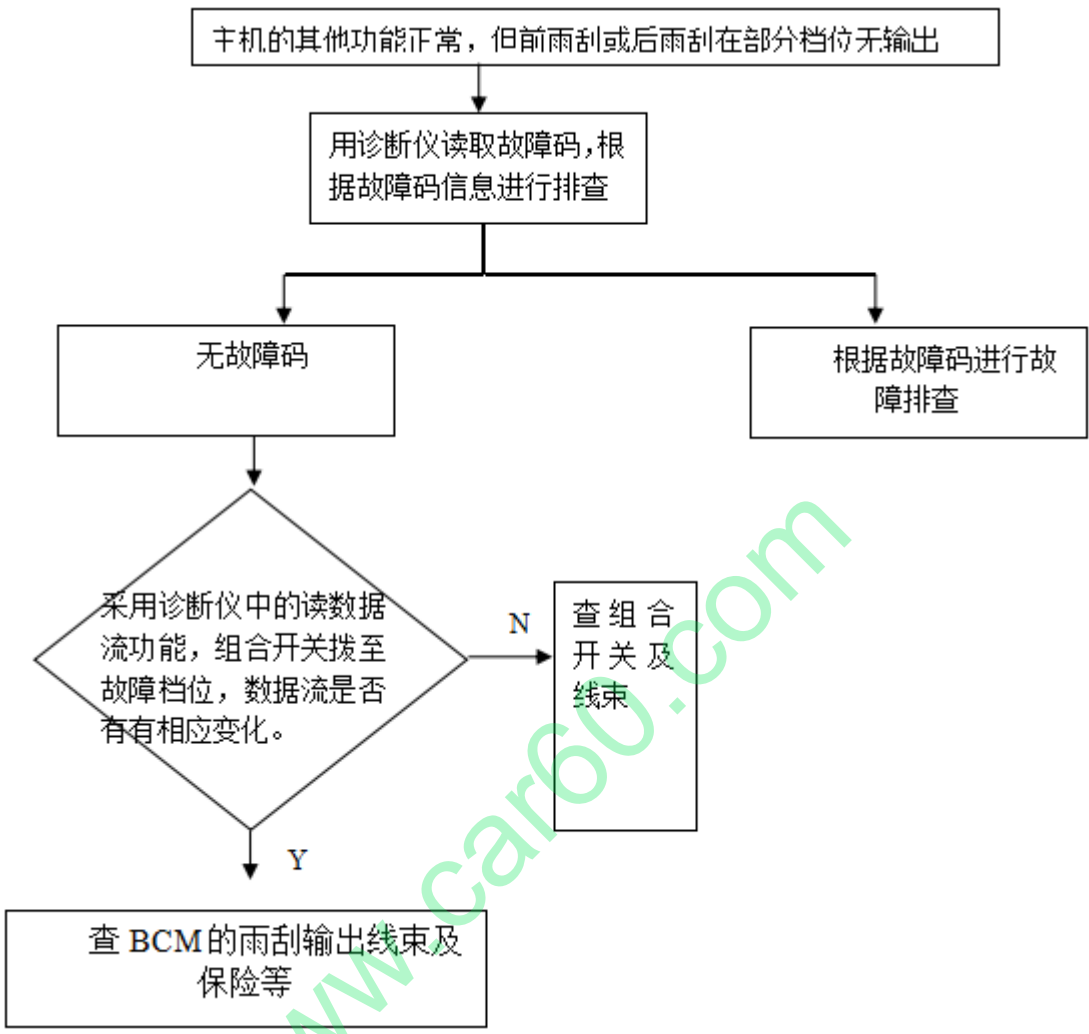 主机的其他功能正常，但前雨刮或后雨刮在部分档位无输出
用诊断仪读取故障码，根
据故障码信息进行排查
无故障码
根据故障码进行故
障排查
采用诊断仪中的读数据
流功能，组合开关拨至
故障档位，数据流是否
有有相应变化。
N
查组合
开关及
线束
Y
查 BCM 的雨刮输出线束及
保险等
www.car60.com